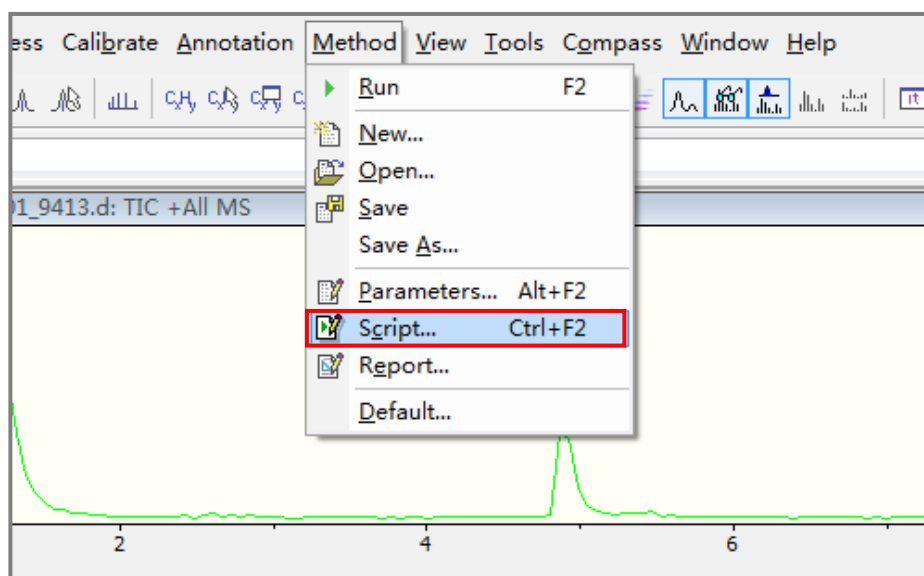 ess Calibrate Annotation Method View Tools Compass Window Help
Run F2
New...
Open...
Save
Save As...
Parameters... Alt+F2
Script... Ctrl+F2
Report...
Default...
01_9413.d: TIC +All MS
2 4 6